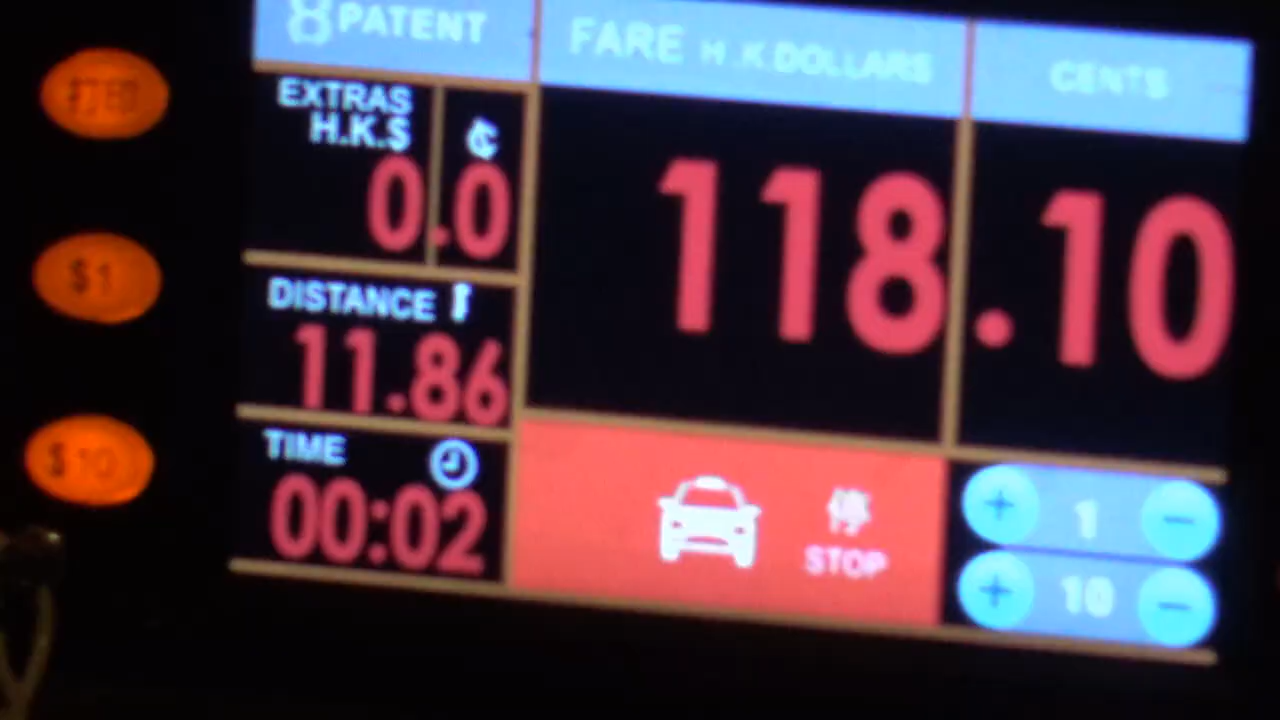 PATENT
FARE H.K.DOLLARS
CENTS
EXTRAS
H.K.$ ¢
0.0
118.10
DISTANCE
11.86
TIME
00:02
STOP
+ 1 −
+ 10 −
$1
$10